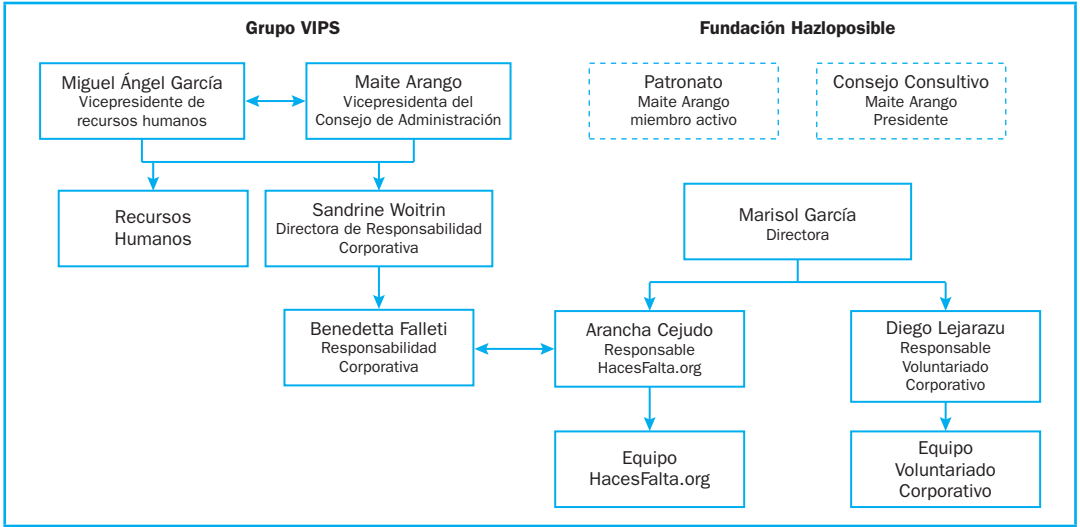 Grupo VIPS
Fundación Hazloposible
Miguel Ángel García
Vicepresidente de
recursos humanos
Maite Arango
Vicepresidenta del
Consejo de Administración
Patronato
Maite Arango
miembro activo
Consejo Consultivo
Maite Arango
Presidente
Recursos
Humanos
Sandrine Woitrin
Directora de Responsabilidad
Corporativa
Marisol García
Directora
Benedetta Falleti
Responsabilidad
Corporativa
Arancha Cejudo
Responsable
HacesFalta.org
Diego Lejarazu
Responsable
Voluntariado
Corporativo
Equipo
HacesFalta.org
Equipo
Voluntariado
Corporativo